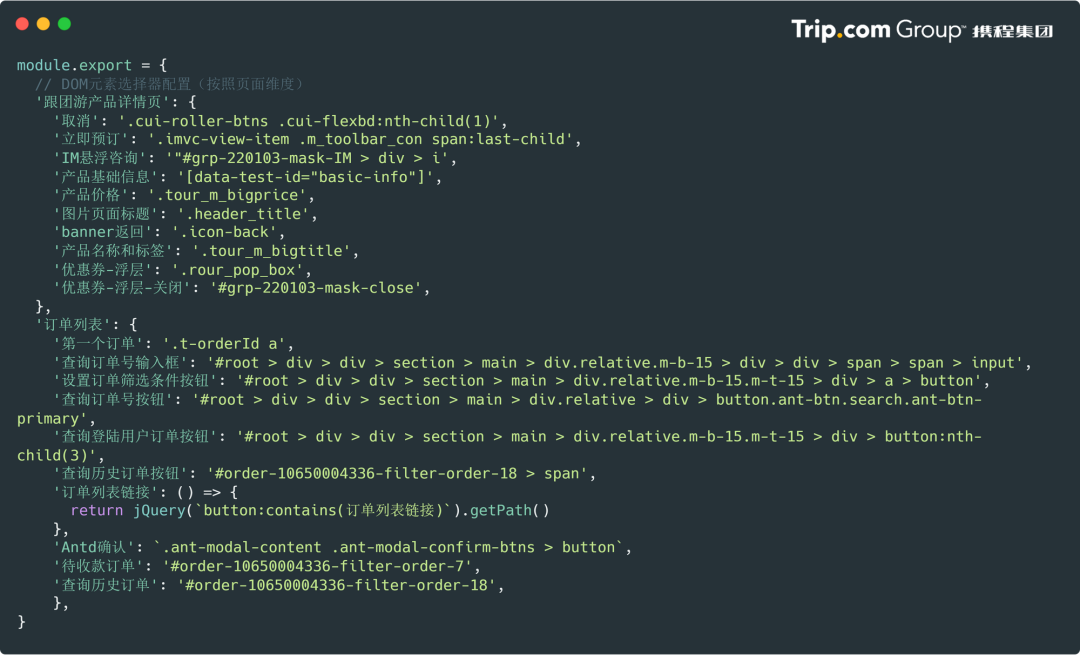 Trip.com Group™ 携程集团
module.export = {
  // DOM元素选择器配置（按照页面维度）
  '跟团游产品详情页': {
    '取消': '.cui-roller-btns .cui-flexbd:nth-child(1)',
    '立即预订': '.imvc-view-item .m_toolbar_con span:last-child',
    'IM悬浮咨询': '"#grp-220103-mask-IM > div > i',
    '产品基础信息': '[data-test-id="basic-info"]',
    '产品价格': '.tour_m_bigprice',
    '图片页面标题': '.header_title',
    'banner返回': '.icon-back',
    '产品名称和标签': '.tour_m_bigtitle',
    '优惠券-浮层': '.rour_pop_box',
    '优惠券-浮层-关闭': '#grp-220103-mask-close',
  },
  '订单列表': {
    '第一个订单': '.t-orderId a',
    '查询订单号输入框': '#root > div > div > section > main > div.relative.m-b-15 > div > div > span > span > input',
    '设置订单筛选条件按钮': '#root > div > div > section > main > div.relative.m-b-15.m-t-15 > div > a > button',
    '查询订单号按钮': '#root > div > div > section > main > div.relative > div > button.ant-btn.search.ant-btn-
primary',
    '查询登陆用户订单按钮': '#root > div > div > section > main > div.relative.m-b-15.m-t-15 > div > button:nth-
child(3)',
    '查询历史订单按钮': '#order-10650004336-filter-order-18 > span',
    '订单列表链接': () => {
      return jQuery(`button:contains(订单列表链接)`).getPath()
    },
    'Antd确认': `.ant-modal-content .ant-modal-confirm-btns > button`,
    '待收款订单': '#order-10650004336-filter-order-7',
    '查询历史订单': '#order-10650004336-filter-order-18',
    },
}